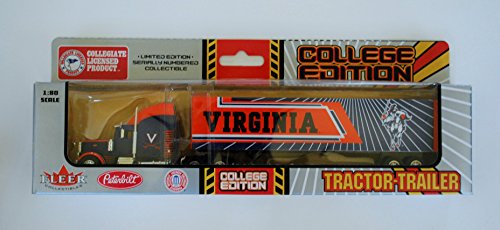 COLLEGIATE
LICENSED
PRODUCT
LIMITED EDITION
SERIALLY NUMBERED
COLLECTIBLE
COLLEGE
EDITION
1:80
SCALE
V
VIRGINIA
FLEER
COLLECTIBLES
Peterbilt
COLLEGE
EDITION
TRACTOR-TRAILER